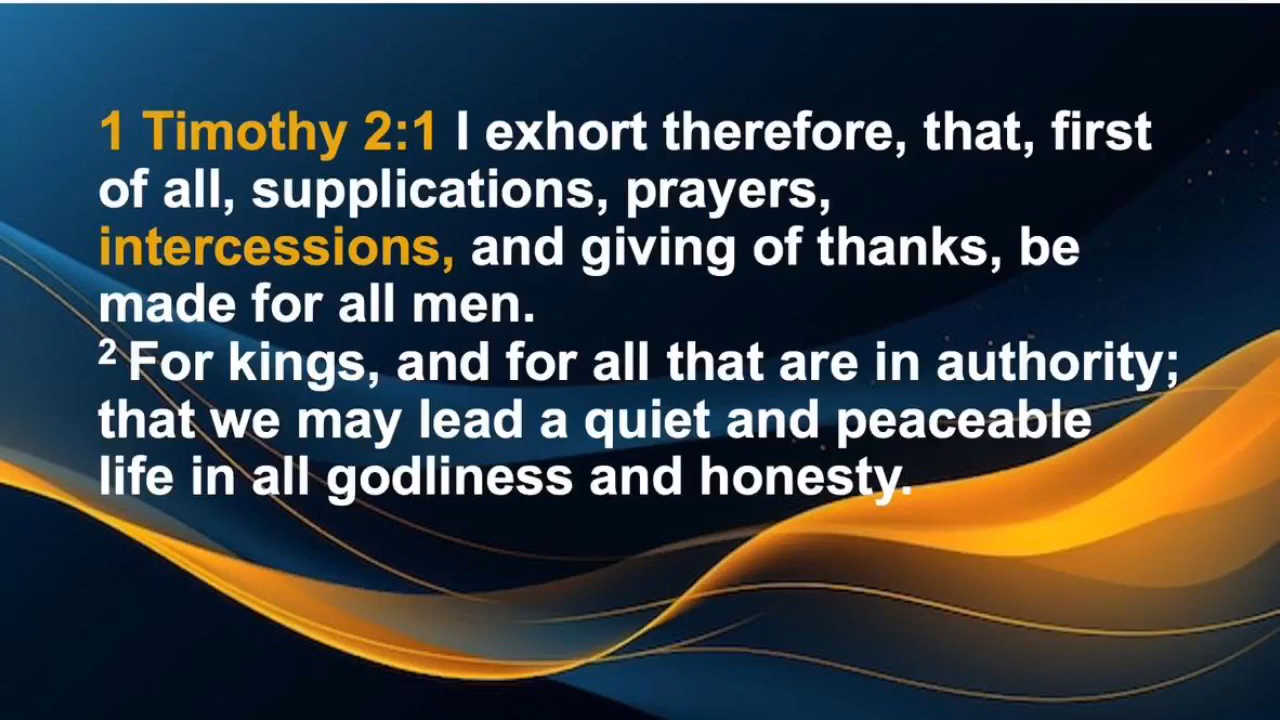 1 Timothy 2:1 I exhort therefore, that, first
of all, supplications, prayers,
intercessions, and giving of thanks, be
made for all men.
² For kings, and for all that are in authority;
that we may lead a quiet and peaceable
life in all godliness and honesty.